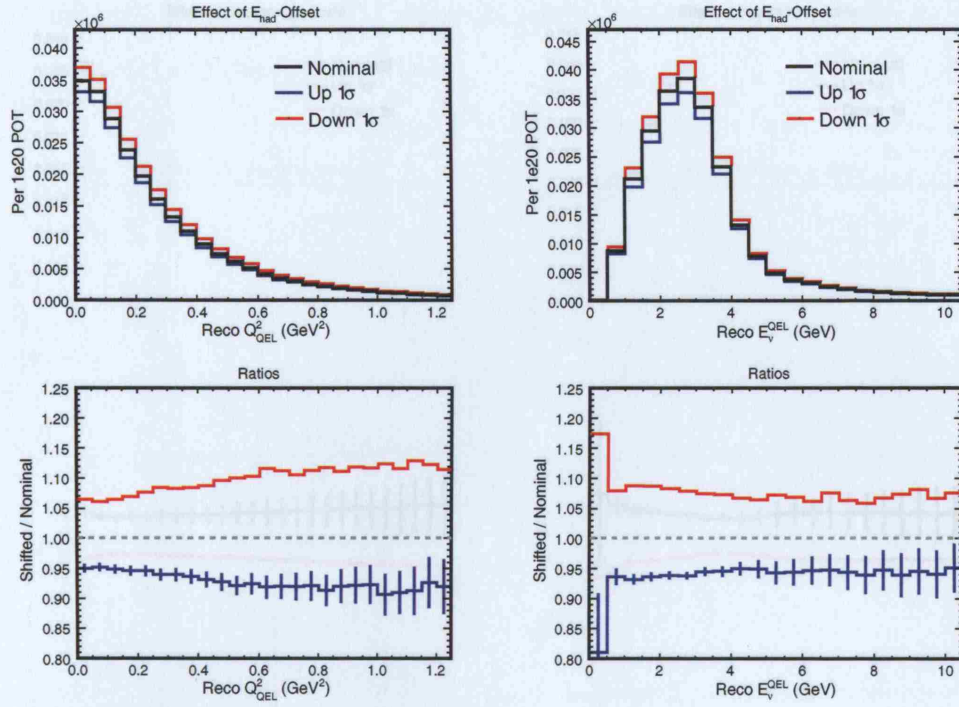 Effect of E_had-Offset
×10⁶
Per 1e20 POT
0.040
0.035
0.030
0.025
0.020
0.015
0.010
0.005
0.000
Nominal
Up 1σ
Down 1σ
0.0 0.2 0.4 0.6 0.8 1.0 1.2
Reco Q²_QEL (GeV²)
Effect of E_had-Offset
×10⁶
Per 1e20 POT
0.045
0.040
0.035
0.030
0.025
0.020
0.015
0.010
0.005
0.000
Nominal
Up 1σ
Down 1σ
0 2 4 6 8 10
Reco E_ν^QEL (GeV)
Ratios
Shifted / Nominal
1.25
1.20
1.15
1.10
1.05
1.00
0.95
0.90
0.85
0.80
0.0 0.2 0.4 0.6 0.8 1.0 1.2
Reco Q²_QEL (GeV²)
Ratios
Shifted / Nominal
1.25
1.20
1.15
1.10
1.05
1.00
0.95
0.90
0.85
0.80
0 2 4 6 8 10
Reco E_ν^QEL (GeV)